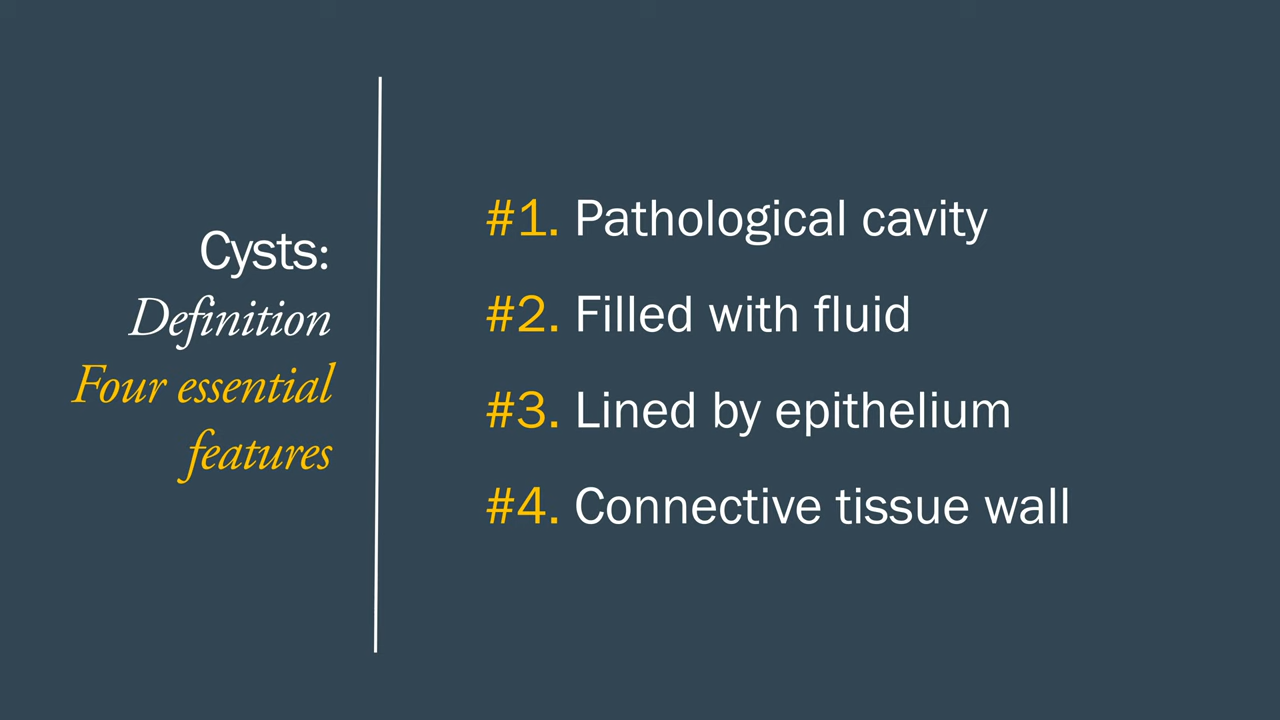 Cysts:
Definition
Four essential
features
#1. Pathological cavity
#2. Filled with fluid
#3. Lined by epithelium
#4. Connective tissue wall